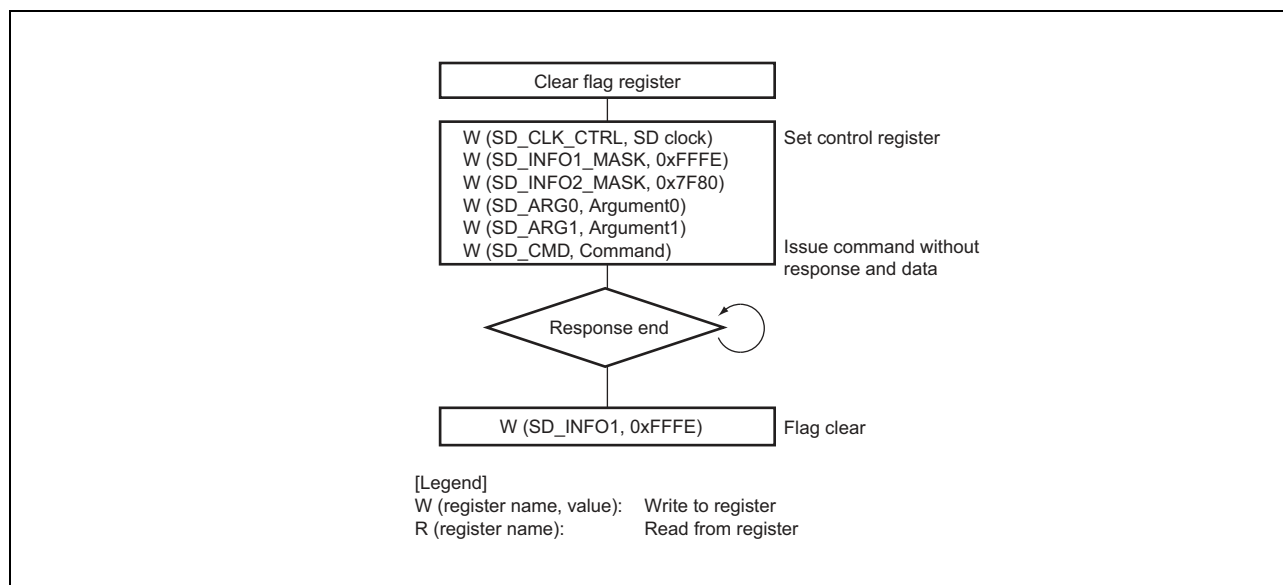 Clear flag register
W (SD_CLK_CTRL, SD clock)
Set control register
W (SD_INFO1_MASK, 0xFFFE)
W (SD_INFO2_MASK, 0x7F80)
W (SD_ARG0, Argument0)
W (SD_ARG1, Argument1)
W (SD_CMD, Command)
Issue command without
response and data
Response end
W (SD_INFO1, 0xFFFE)
Flag clear
[Legend]
W (register name, value): Write to register
R (register name): Read from register